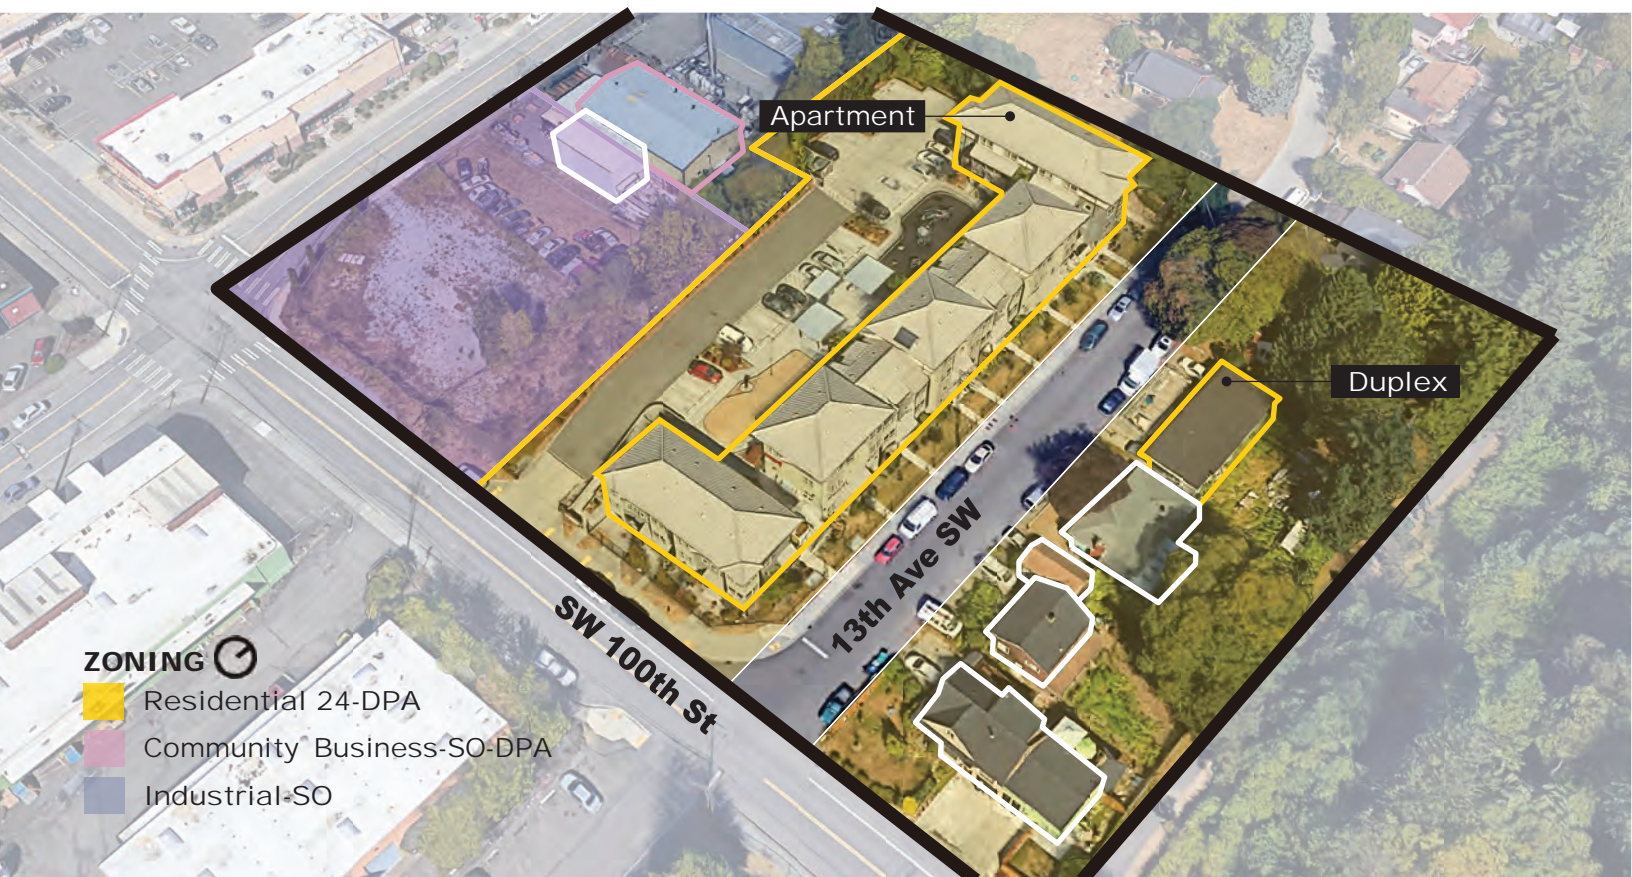 Apartment
Duplex
13th Ave SW
SW 100th St
ZONING
Residential 24-DPA
Community Business-SO-DPA
Industrial-SO